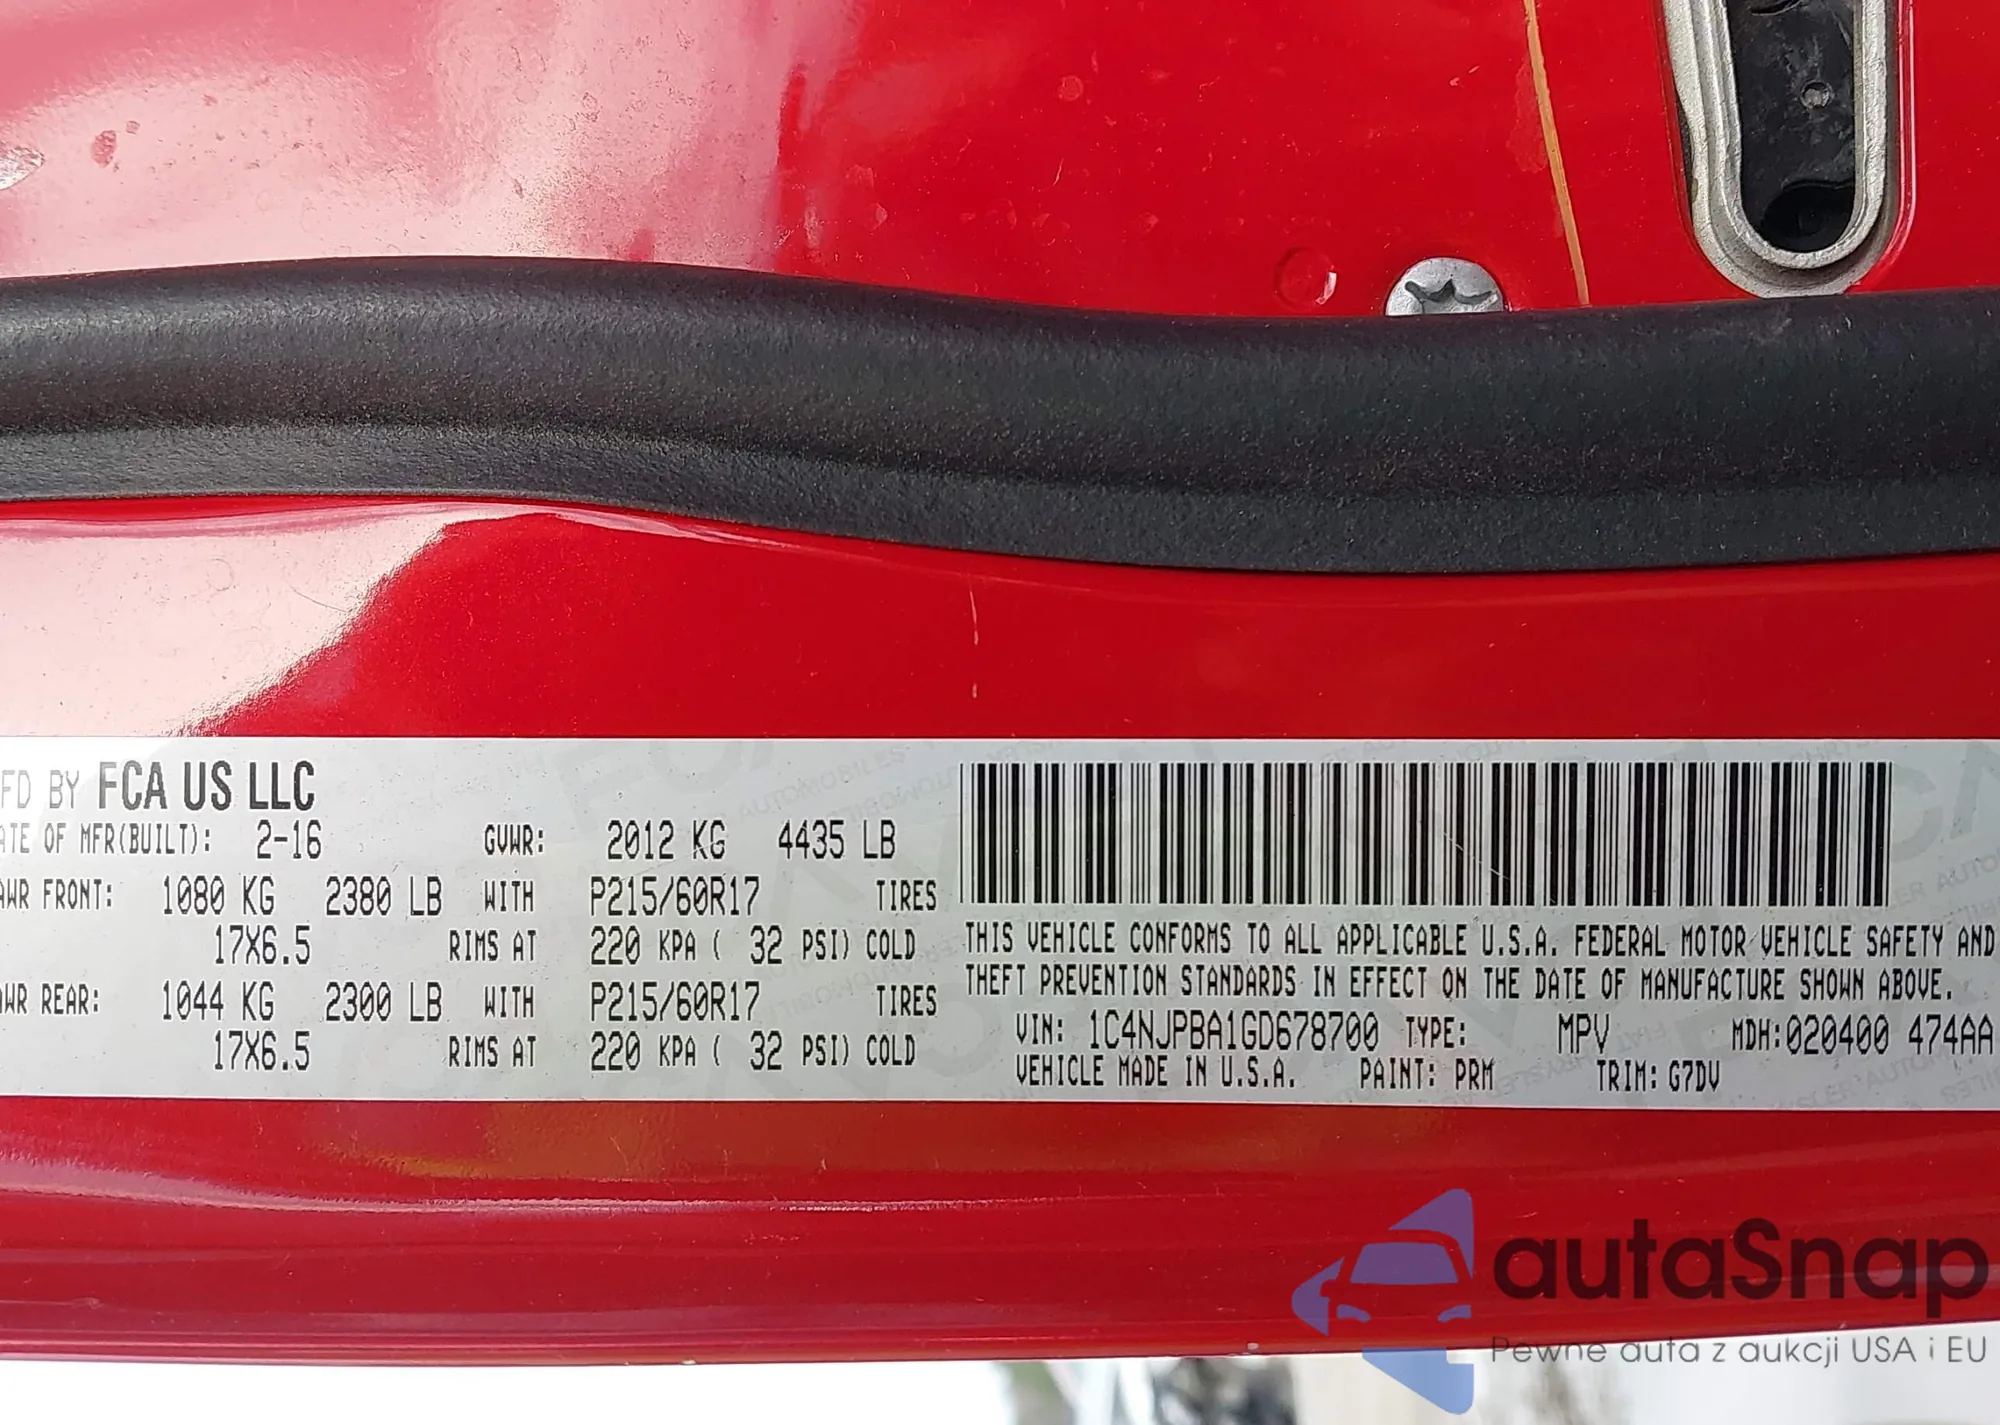 FD BY FCA US LLC
ATE OF MFR(BUILT): 2-16 GVWR: 2012 KG 4435 LB
AWR FRONT: 1080 KG 2380 LB WITH P215/60R17 TIRES
17X6.5 RIMS AT 220 KPA ( 32 PSI) COLD
AWR REAR: 1044 KG 2300 LB WITH P215/60R17 TIRES
17X6.5 RIMS AT 220 KPA ( 32 PSI) COLD
THIS VEHICLE CONFORMS TO ALL APPLICABLE U.S.A. FEDERAL MOTOR VEHICLE SAFETY AND
THEFT PREVENTION STANDARDS IN EFFECT ON THE DATE OF MANUFACTURE SHOWN ABOVE.
VIN: 1C4NJPBA1GD678700 TYPE: MPV MDH:020400 474AA
VEHICLE MADE IN U.S.A. PAINT: PRM TRIM: G7DV
autaSnap
Pewne auta z aukcji USA i EU